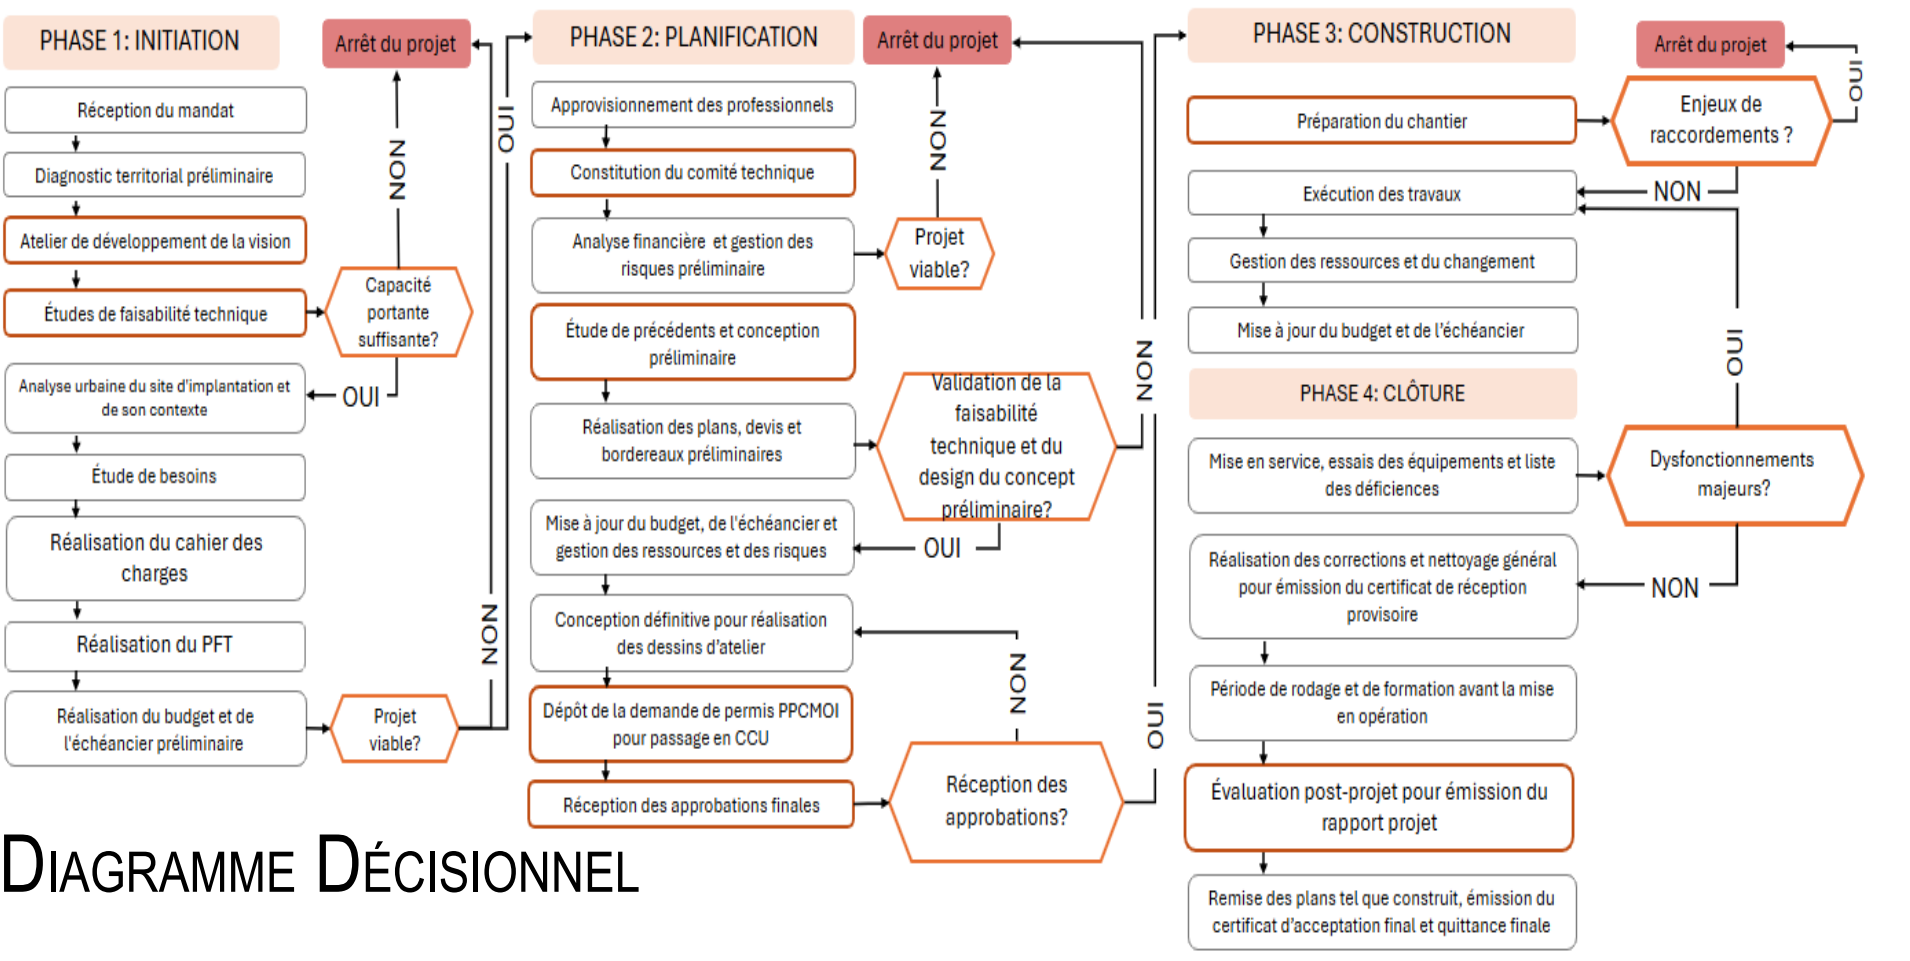 PHASE 1: INITIATION
Arrêt du projet
Réception du mandat
Diagnostic territorial préliminaire
Atelier de développement de la vision
Études de faisabilité technique
NON
Capacité
portante
suffisante?
OUI
Analyse urbaine du site d'implantation et
de son contexte
Étude de besoins
Réalisation du cahier des
charges
Réalisation du PFT
Réalisation du budget et de
l'échéancier préliminaire
Projet
viable?
NON
OUI
PHASE 2: PLANIFICATION
Arrêt du projet
Approvisionnement des professionnels
Constitution du comité technique
Analyse financière et gestion des
risques préliminaire
NON
Projet
viable?
Étude de précédents et conception
préliminaire
Réalisation des plans, devis et
bordereaux préliminaires
Validation de la
faisabilité
technique et du
design du concept
préliminaire?
NON
OUI
Mise à jour du budget, de l'échéancier et
gestion des ressources et des risques
Conception définitive pour réalisation
des dessins d'atelier
NON
Dépôt de la demande de permis PPCMOI
pour passage en CCU
Réception des approbations finales
Réception des
approbations?
OUI
PHASE 3: CONSTRUCTION
Arrêt du projet
Préparation du chantier
Enjeux de
raccordements ?
OUI
NON
Exécution des travaux
Gestion des ressources et du changement
Mise à jour du budget et de l'échéancier
OUI
PHASE 4: CLÔTURE
Mise en service, essais des équipements et liste
des déficiences
Dysfonctionnements
majeurs?
NON
Réalisation des corrections et nettoyage général
pour émission du certificat de réception
provisoire
Période de rodage et de formation avant la mise
en opération
Évaluation post-projet pour émission du
rapport projet
Remise des plans tel que construit, émission du
certificat d'acceptation final et quittance finale
DIAGRAMME DÉCISIONNEL